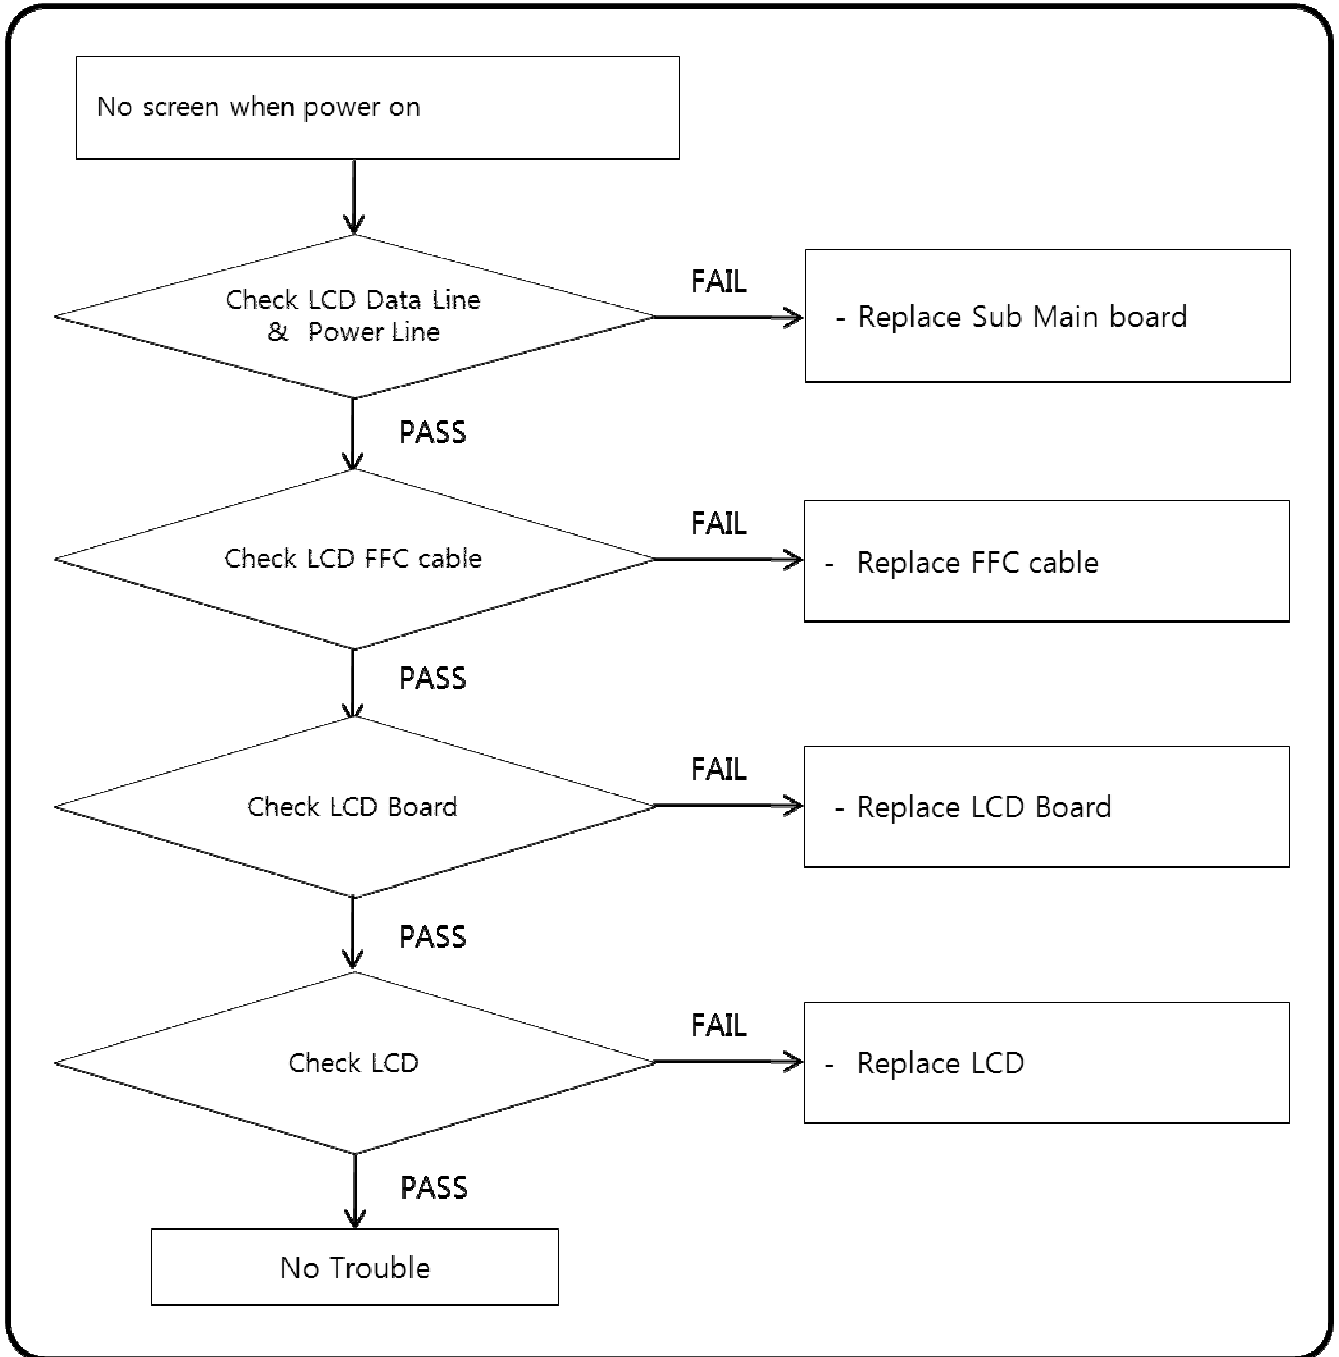 No screen when power on
Check LCD Data Line
& Power Line
FAIL
- Replace Sub Main board
PASS
Check LCD FFC cable
FAIL
- Replace FFC cable
PASS
Check LCD Board
FAIL
- Replace LCD Board
PASS
Check LCD
FAIL
- Replace LCD
PASS
No Trouble